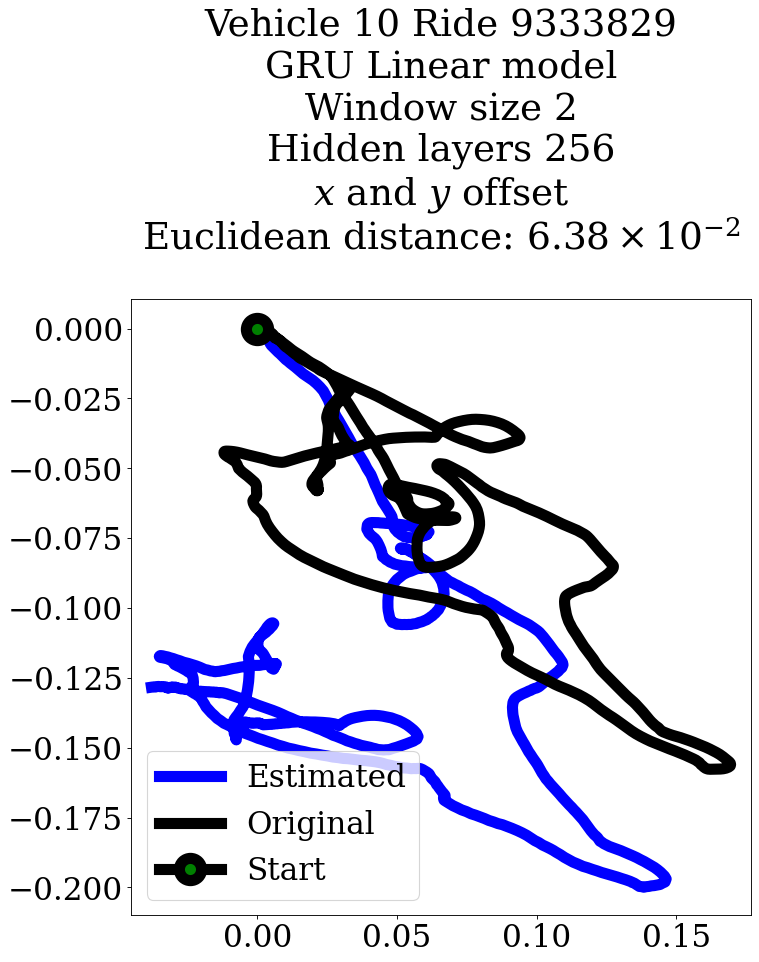 Vehicle 10 Ride 9333829
GRU Linear model
Window size 2
Hidden layers 256
x and y offset
Euclidean distance: 6.38 × 10⁻²
0.000
−0.025
−0.050
−0.075
−0.100
−0.125
−0.150
−0.175
−0.200
Estimated
Original
Start
0.00 0.05 0.10 0.15